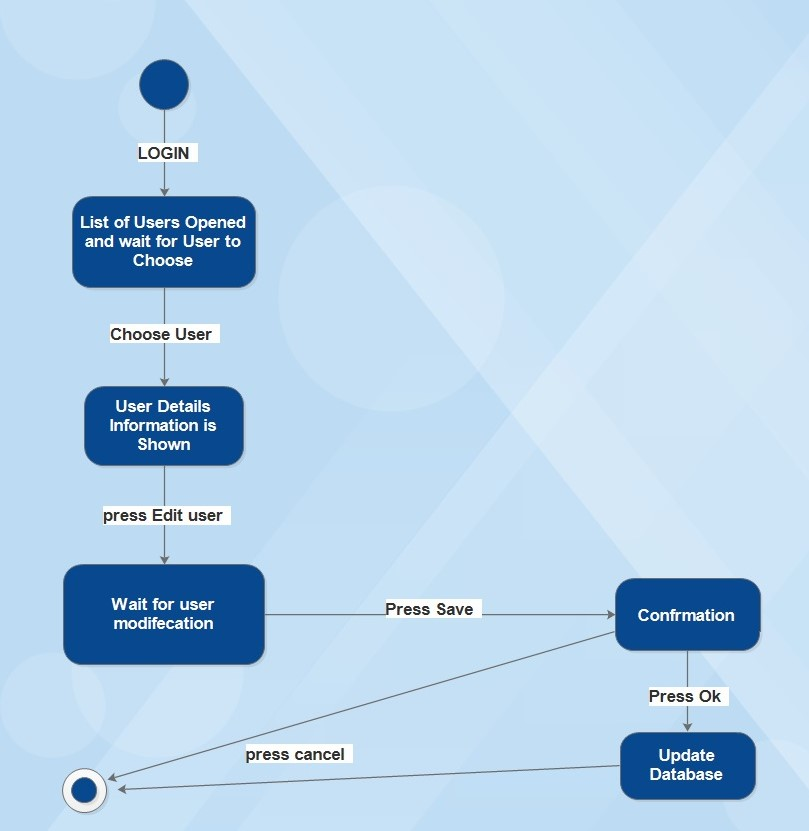 LOGIN
List of Users Opened
and wait for User to
Choose
Choose User
User Details
Information is
Shown
press Edit user
Wait for user
modifecation
Press Save
Confrmation
Press Ok
press cancel
Update
Database